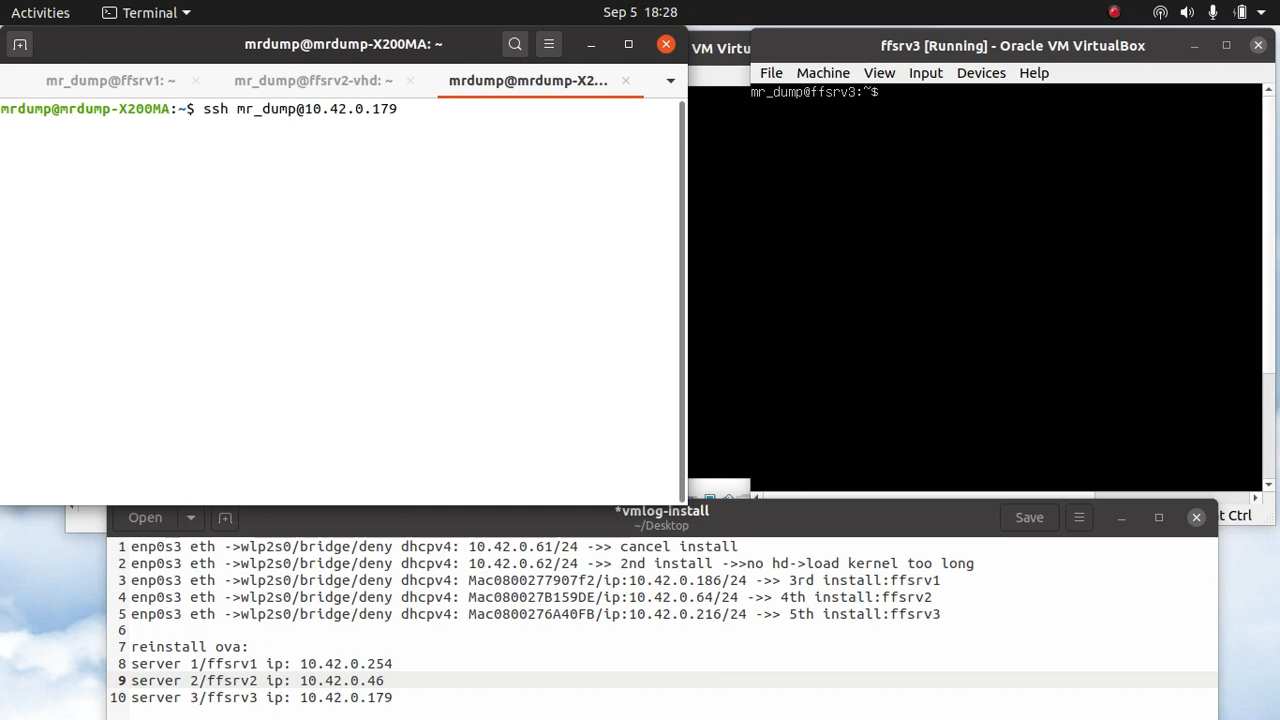 Activities Terminal Sep 5 18:28
mrdump@mrdump-X200MA: ~
mr_dump@ffsrv1: ~ mr_dump@ffsrv2-vhd: ~ mrdump@mrdump-X2...
mrdump@mrdump-X200MA:~$ ssh mr_dump@10.42.0.179
VM Virtu
ffsrv3 [Running] - Oracle VM VirtualBox
File Machine View Input Devices Help
mr_dump@ffsrv3:~$
Ctrl
Open *vmlog-install Save
~/Desktop
1 enp0s3 eth ->wlp2s0/bridge/deny dhcpv4: 10.42.0.61/24 ->> cancel install
2 enp0s3 eth ->wlp2s0/bridge/deny dhcpv4: 10.42.0.62/24 ->> 2nd install ->>no hd->load kernel too long
3 enp0s3 eth ->wlp2s0/bridge/deny dhcpv4: Mac0800277907f2/ip:10.42.0.186/24 ->> 3rd install:ffsrv1
4 enp0s3 eth ->wlp2s0/bridge/deny dhcpv4: Mac080027B159DE/ip:10.42.0.64/24 ->> 4th install:ffsrv2
5 enp0s3 eth ->wlp2s0/bridge/deny dhcpv4: Mac0800276A40FB/ip:10.42.0.216/24 ->> 5th install:ffsrv3
6
7 reinstall ova:
8 server 1/ffsrv1 ip: 10.42.0.254
9 server 2/ffsrv2 ip: 10.42.0.46
10 server 3/ffsrv3 ip: 10.42.0.179